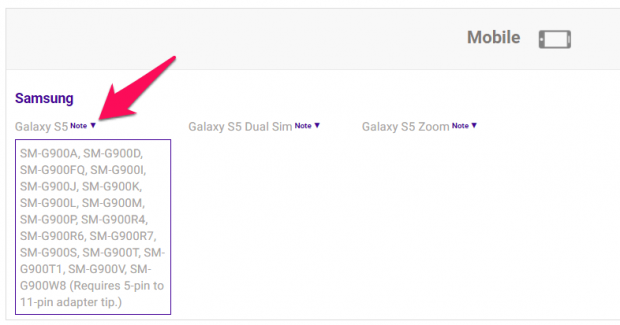 Mobile
Samsung
Galaxy S5 Note ▼
Galaxy S5 Dual Sim Note ▼
Galaxy S5 Zoom Note ▼
SM-G900A, SM-G900D,
SM-G900FQ, SM-G900I,
SM-G900J, SM-G900K,
SM-G900L, SM-G900M,
SM-G900P, SM-G900R4,
SM-G900R6, SM-G900R7,
SM-G900S, SM-G900T, SM-
G900T1, SM-G900V, SM-
G900W8 (Requires 5-pin to
11-pin adapter tip.)